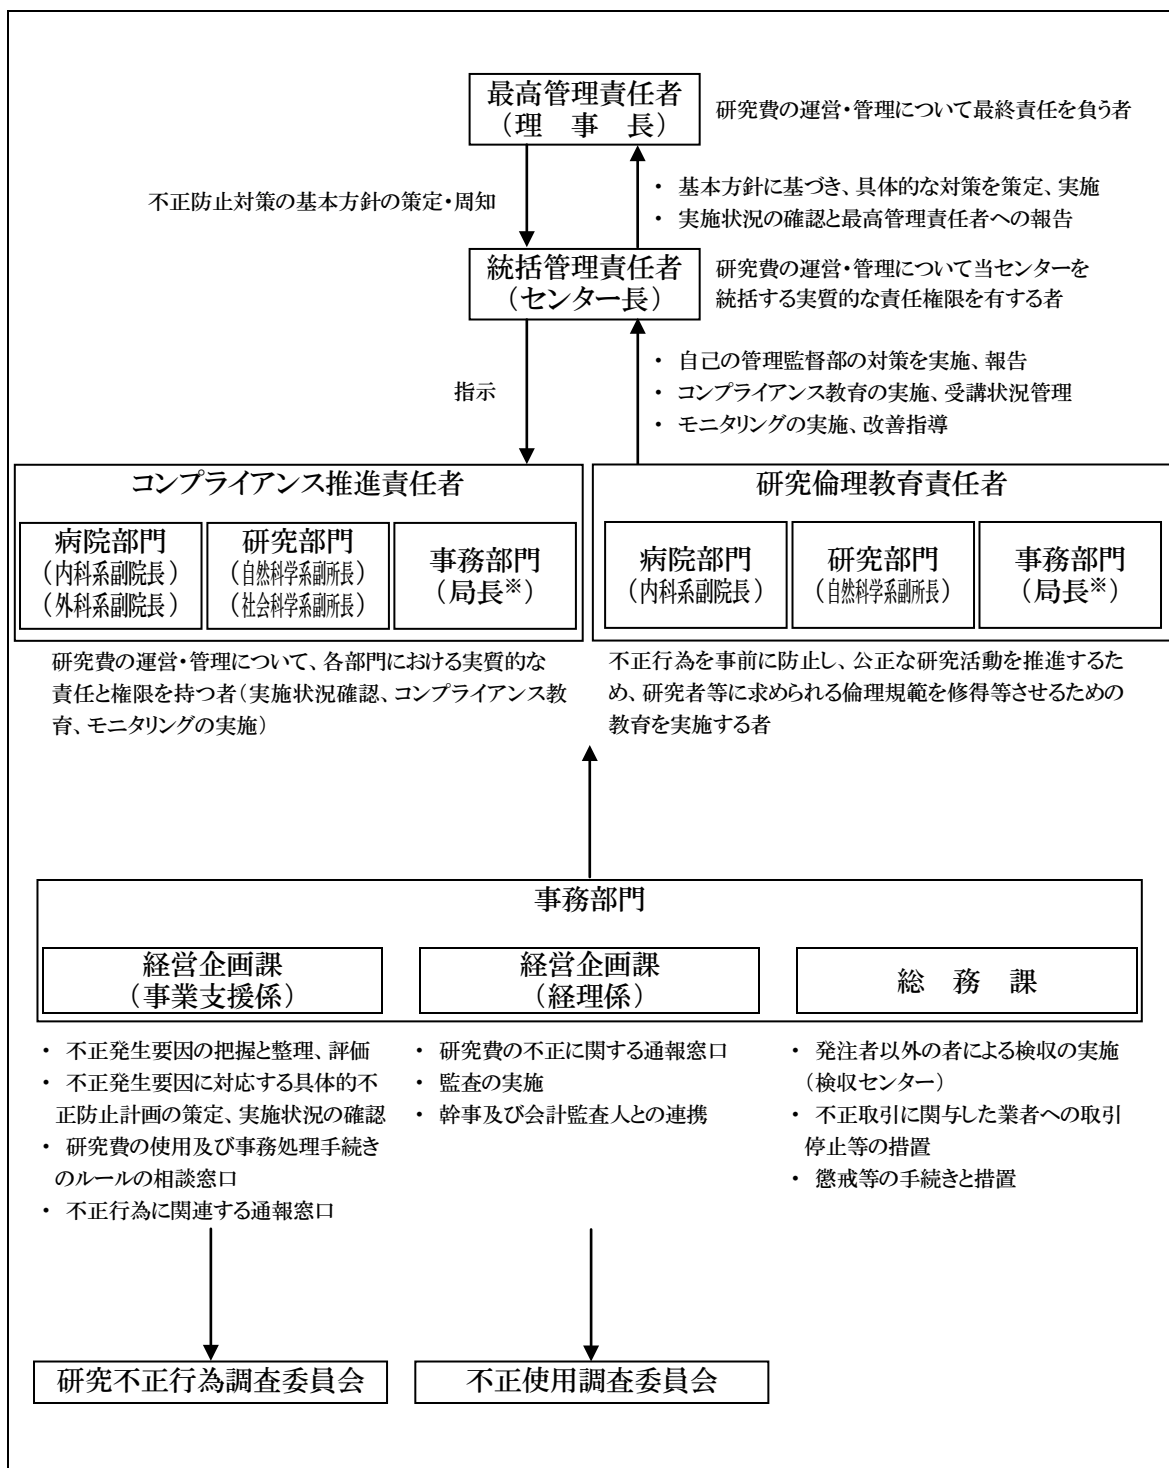 最高管理責任者
（理　事　長）
研究費の運営・管理について最終責任を負う者
不正防止対策の基本方針の策定・周知
・ 基本方針に基づき、具体的な対策を策定、実施
・ 実施状況の確認と最高管理責任者への報告
統括管理責任者
（センター長）
研究費の運営・管理について当センターを
統括する実質的な責任権限を有する者
指示
・ 自己の管理監督部の対策を実施、報告
・ コンプライアンス教育の実施、受講状況管理
・ モニタリングの実施、改善指導
コンプライアンス推進責任者
病院部門
（内科系副院長）
（外科系副院長）
研究部門
（自然科学系副所長）
（社会科学系副所長）
事務部門
（局長※）
研究費の運営・管理について、各部門における実質的な
責任と権限を持つ者（実施状況確認、コンプライアンス教
育、モニタリングの実施）
研究倫理教育責任者
病院部門
（内科系副院長）
研究部門
（自然科学系副所長）
事務部門
（局長※）
不正行為を事前に防止し、公正な研究活動を推進するた
め、研究者等に求められる倫理規範を修得等させるための
教育を実施する者
事務部門
経営企画課
（事業支援係）
・ 不正発生要因の把握と整理、評価
・ 不正発生要因に対応する具体的不
正防止計画の策定、実施状況の確認
・ 研究費の使用及び事務処理手続き
のルールの相談窓口
・ 不正行為に関連する通報窓口
経営企画課
（経理係）
・ 研究費の不正に関する通報窓口
・ 監査の実施
・ 幹事及び会計監査人との連携
総　務　課
・ 発注者以外の者による検収の実施
（検収センター）
・ 不正取引に関与した業者への取引
停止等の措置
・ 懲戒等の手続きと措置
研究不正行為調査委員会
不正使用調査委員会